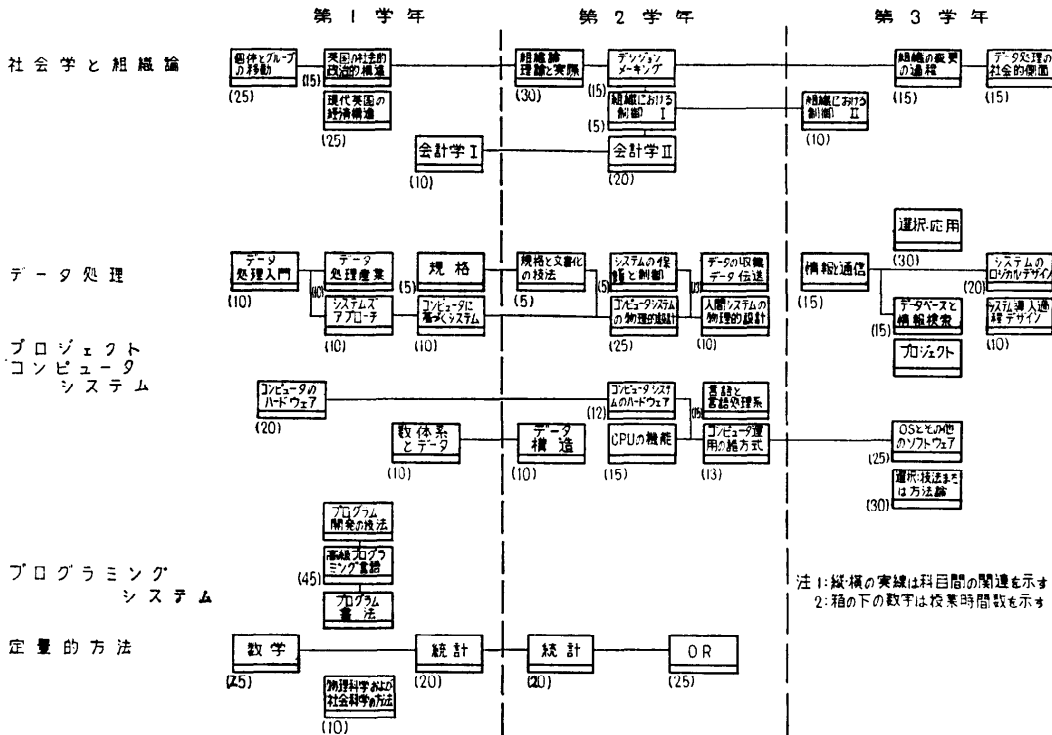 第1学年 第2学年 第3学年
社会学と組織論
個体とグループ
の移動
(25)
英国の社会的
政治的構造
(15)
現代英国の
経済構造
(25)
組織論
理論と実際
(30)
デシジョン
メーキング
(15)
組織における
制御 I
(5)
組織における
制御 II
(10)
組織の変更
の過程
(15)
データ処理の
社会的側面
(15)
会計学I
(10)
会計学II
(20)
データ処理
データ
処理入門
(10)
データ
処理産業
(10)
システムズ
アプローチ
(10)
規格
(5)
コンピュータに
基づくシステム
(10)
規格と文書化
の技法
(5)
システムの保
護と制御
(5)
コンピュータシステム
の物理的設計
(25)
データの収集
データ伝送
人間システムの
物理的設計
(10)
情報と通信
(15)
選択:応用
(30)
データベースと
情報検索
(15)
プロジェクト
システムの
ロジカルデザイン
(20)
システム導入過
程デザイン
(10)
プロジェクト
コンピュータ
システム
コンピュータの
ハードウェア
(20)
コンピュータシステ
ムのハードウェア
(12)
言語と
言語処理系
(15)
数体系
とデータ
(10)
データ
構造
(10)
CPUの機能
(15)
コンピュータ運
用の諸方式
(13)
OSとその他
のソフトウェア
(25)
選択:技法また
は方法論
(30)
プログラミング
システム
プログラム
開発の技法
高級プログラ
ミング言語
(45)
プログラム
書法
注1:縦・横の実線は科目間の関連を示す
2:箱の下の数字は授業時間数を示す
定量的方法
数学
(25)
統計
(20)
統計
(20)
OR
(25)
物理科学および
社会科学の方法
(10)